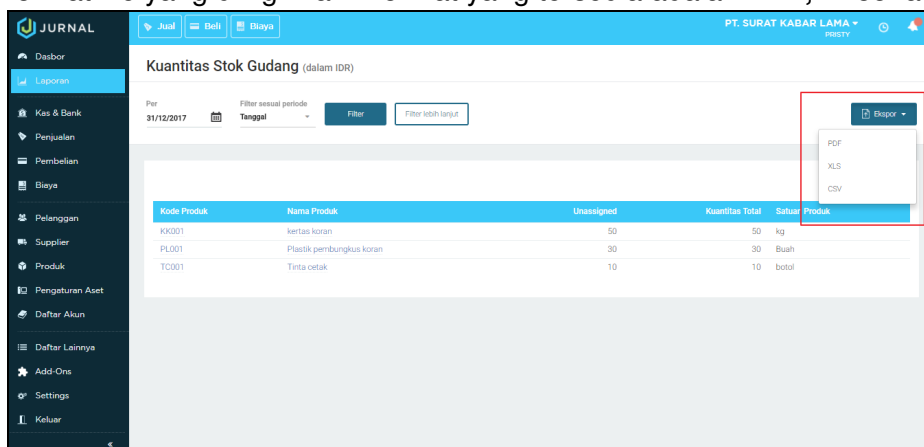 JURNAL
Jual
Beli
Biaya
PT. SURAT KABAR LAMA
PRISTY
Dasbor
Laporan
Kas & Bank
Penjualan
Pembelian
Biaya
Pelanggan
Supplier
Produk
Pengaturan Aset
Daftar Akun
Daftar Lainnya
Add-Ons
Settings
Keluar
Kuantitas Stok Gudang (dalam IDR)
Per
31/12/2017
Filter sesuai periode
Tanggal
Filter
Filter lebih lanjut
Ekspor
PDF
XLS
CSV
Kode Produk Nama Produk Unassigned Kuantitas Total Satuan Produk
KK001 kertas koran 50 50 kg
PL001 Plastik pembungkus koran 30 30 Buah
TC001 Tinta cetak 10 10 botol